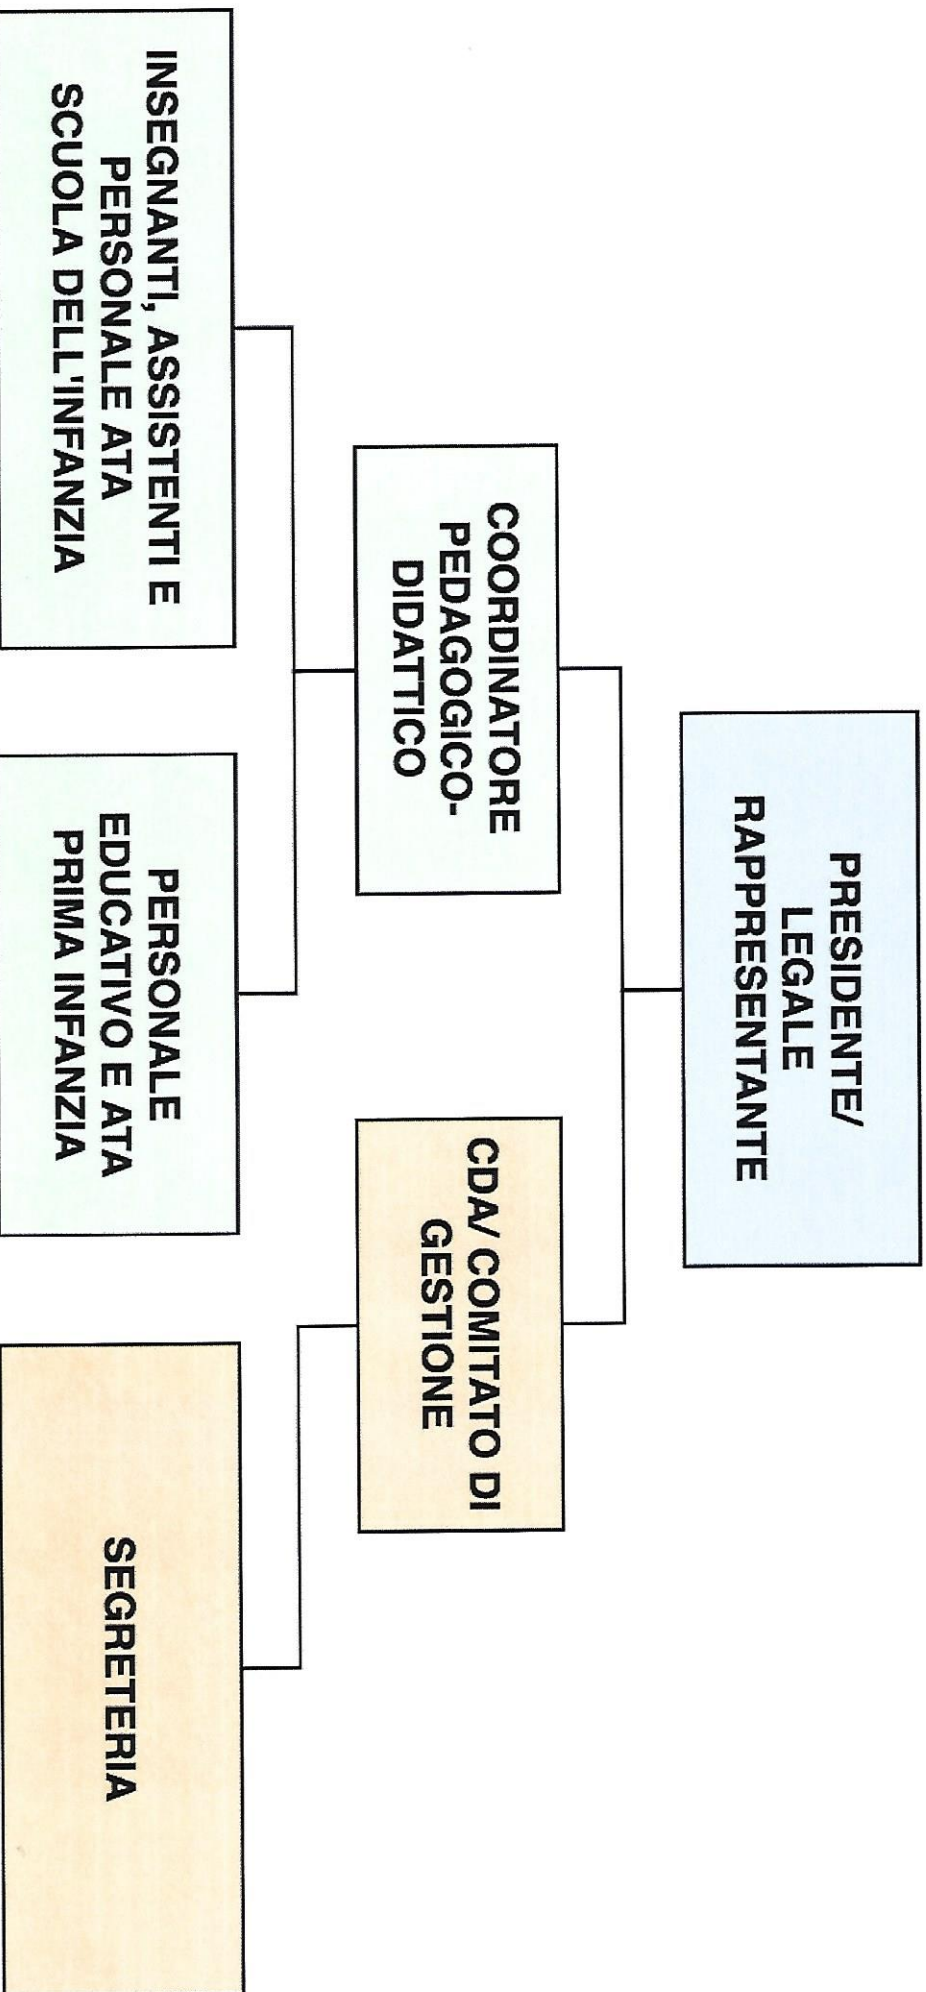 PRESIDENTE/
LEGALE
RAPPRESENTANTE
COORDINATORE
PEDAGOGICO-
DIDATTICO
CDA/ COMITATO DI
GESTIONE
INSEGNANTI, ASSISTENTI E
PERSONALE ATA
SCUOLA DELL'INFANZIA
PERSONALE
EDUCATIVO E ATA
PRIMA INFANZIA
SEGRETERIA